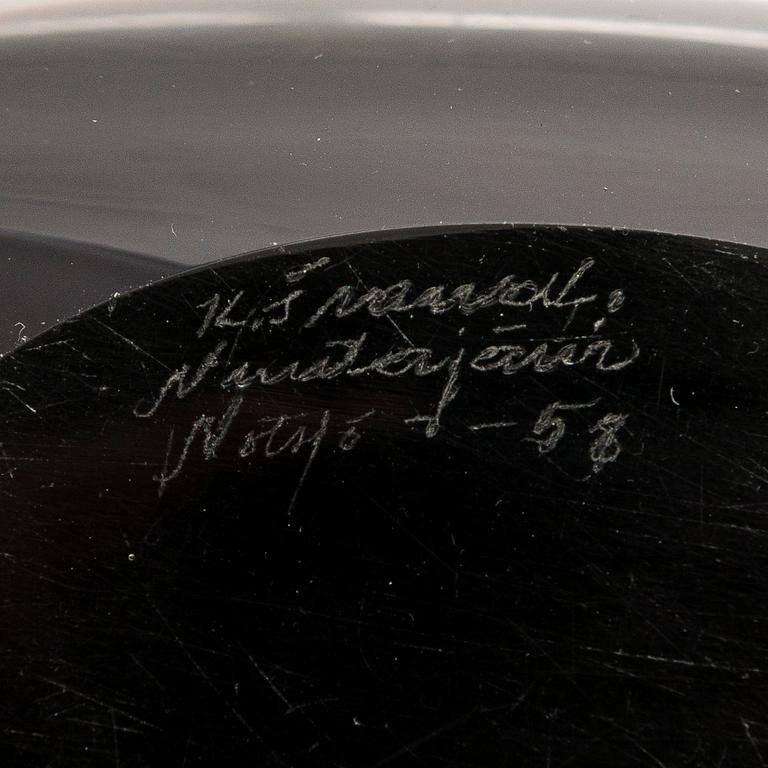 K. Franck.
Nuutajärvi
Notsjö - 58